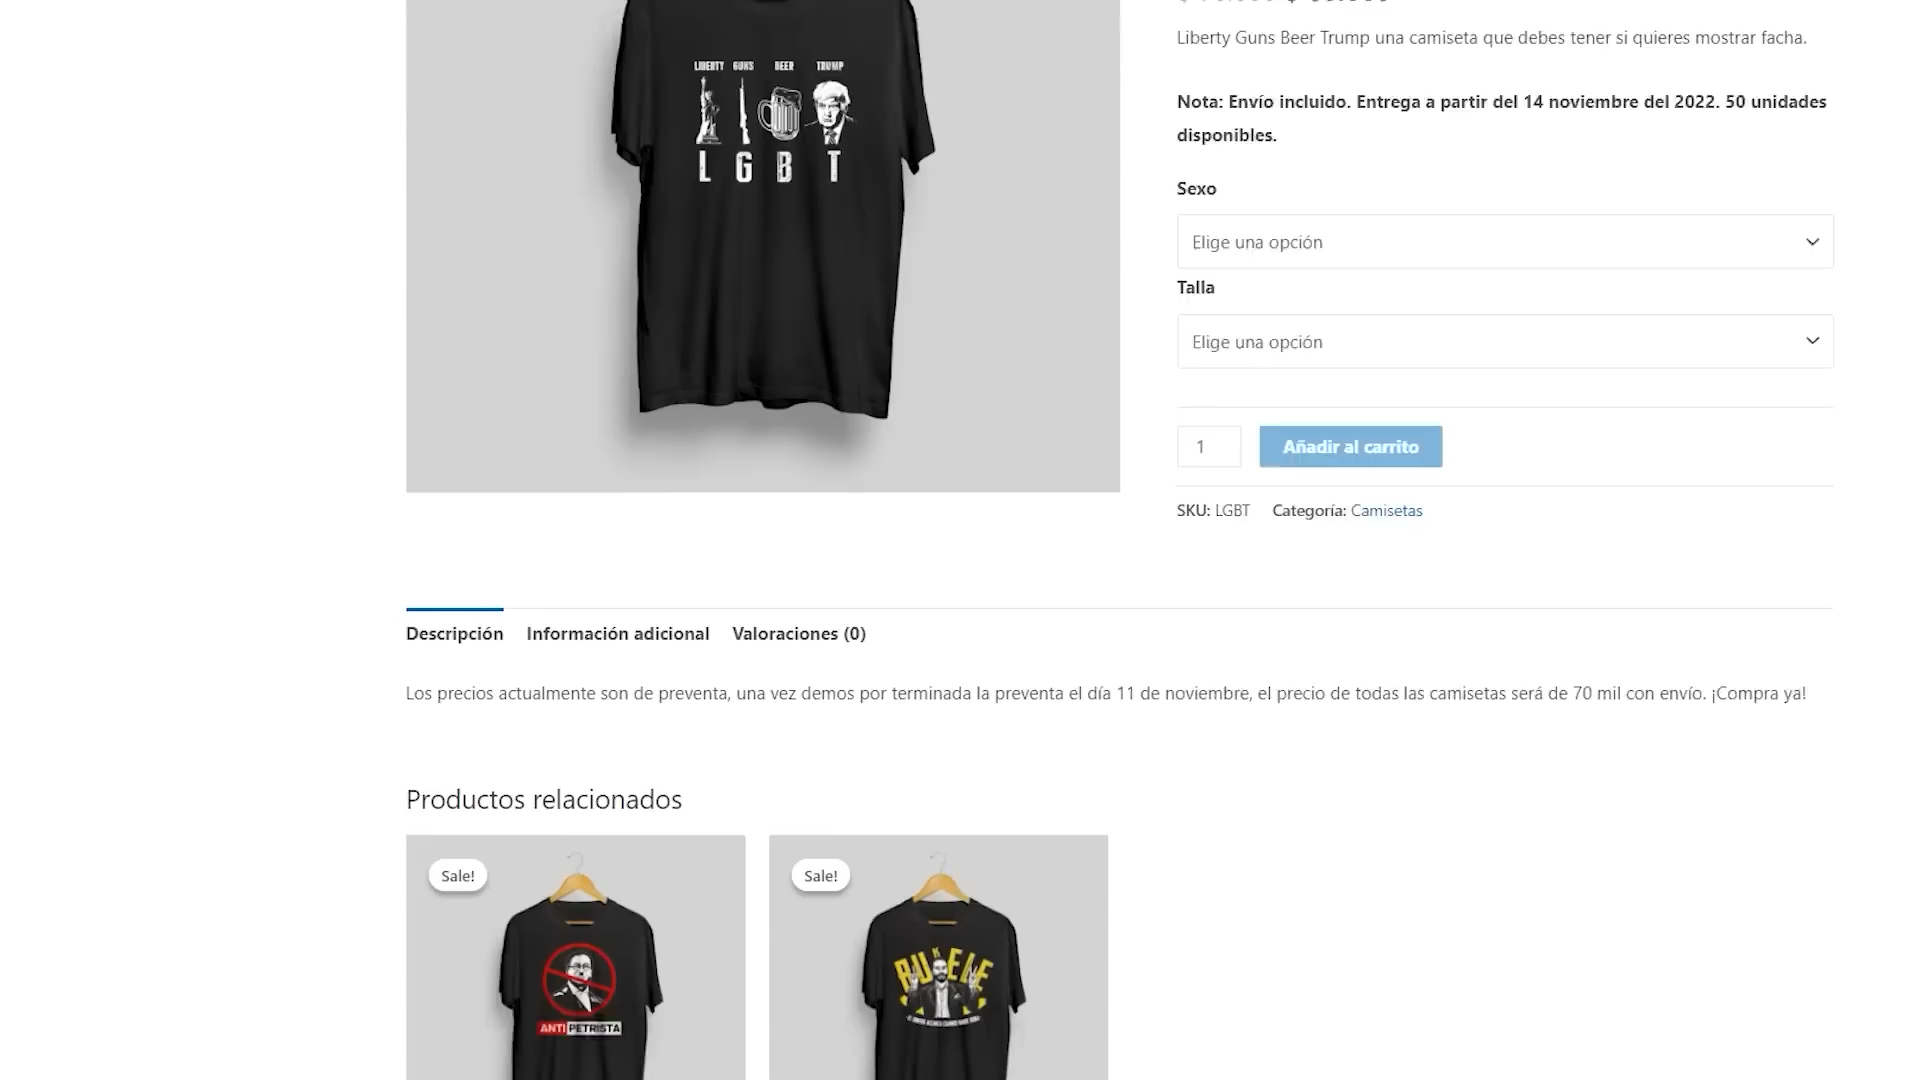 Liberty Guns Beer Trump una camiseta que debes tener si quieres mostrar facha.
LIBERTY GUNS BEER TRUMP
L G B T
Nota: Envío incluido. Entrega a partir del 14 noviembre del 2022. 50 unidades
disponibles.
Sexo
Elige una opción
Talla
Elige una opción
1 Añadir al carrito
SKU: LGBT Categoría: Camisetas
Descripción Información adicional Valoraciones (0)
Los precios actualmente son de preventa, una vez demos por terminada la preventa el día 11 de noviembre, el precio de todas las camisetas será de 70 mil con envío. ¡Compra ya!
Productos relacionados
Sale!
ANTIPETRISTA
Sale!
BUKELE